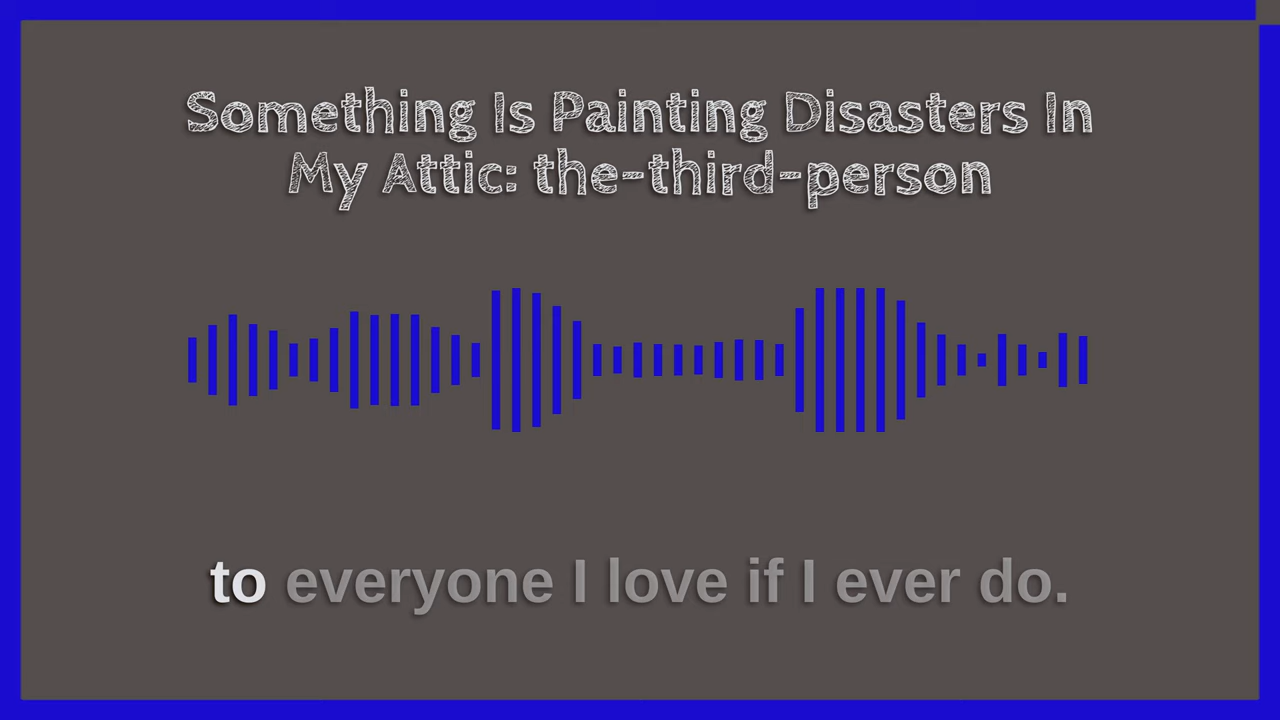 Something Is Painting Disasters In
My Attic: the-third-person
to everyone I love if I ever do.